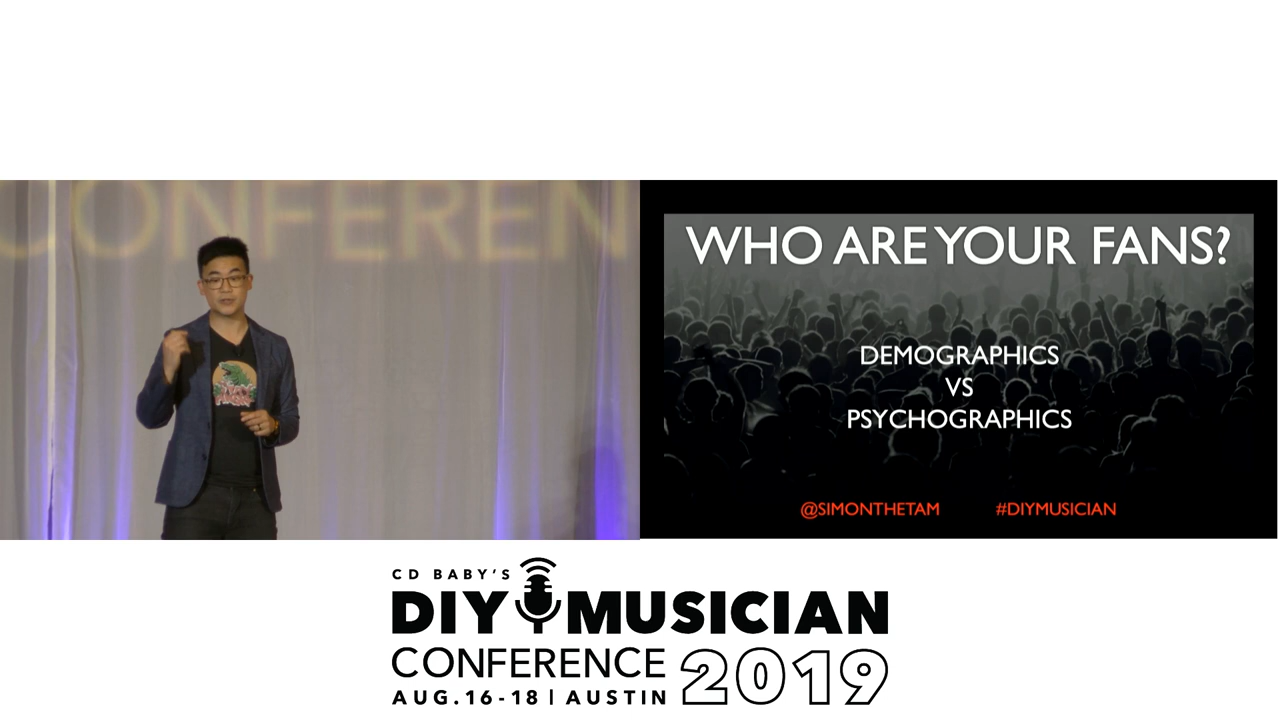 CONFEREN
WHO ARE YOUR FANS?
DEMOGRAPHICS
VS
PSYCHOGRAPHICS
@SIMONTHETAM #DIYMUSICIAN
CD BABY'S
DIY MUSICIAN
CONFERENCE 2019
AUG.16-18 | AUSTIN